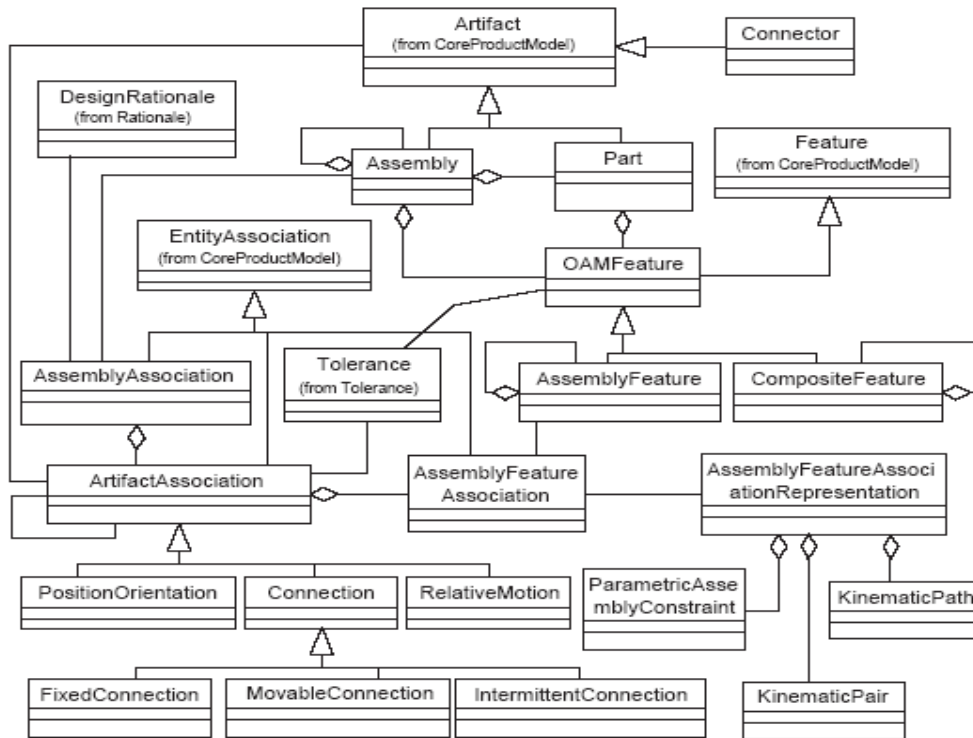 Artifact
(from CoreProductModel)
Connector
DesignRationale
(from Rationale)
Assembly
Part
Feature
(from CoreProductModel)
EntityAssociation
(from CoreProductModel)
OAMFeature
AssemblyAssociation
Tolerance
(from Tolerance)
AssemblyFeature
CompositeFeature
ArtifactAssociation
AssemblyFeature
Association
AssemblyFeatureAssoci
ationRepresentation
PositionOrientation
Connection
RelativeMotion
ParametricAsse
mblyConstraint
KinematicPath
FixedConnection
MovableConnection
IntermittentConnection
KinematicPair